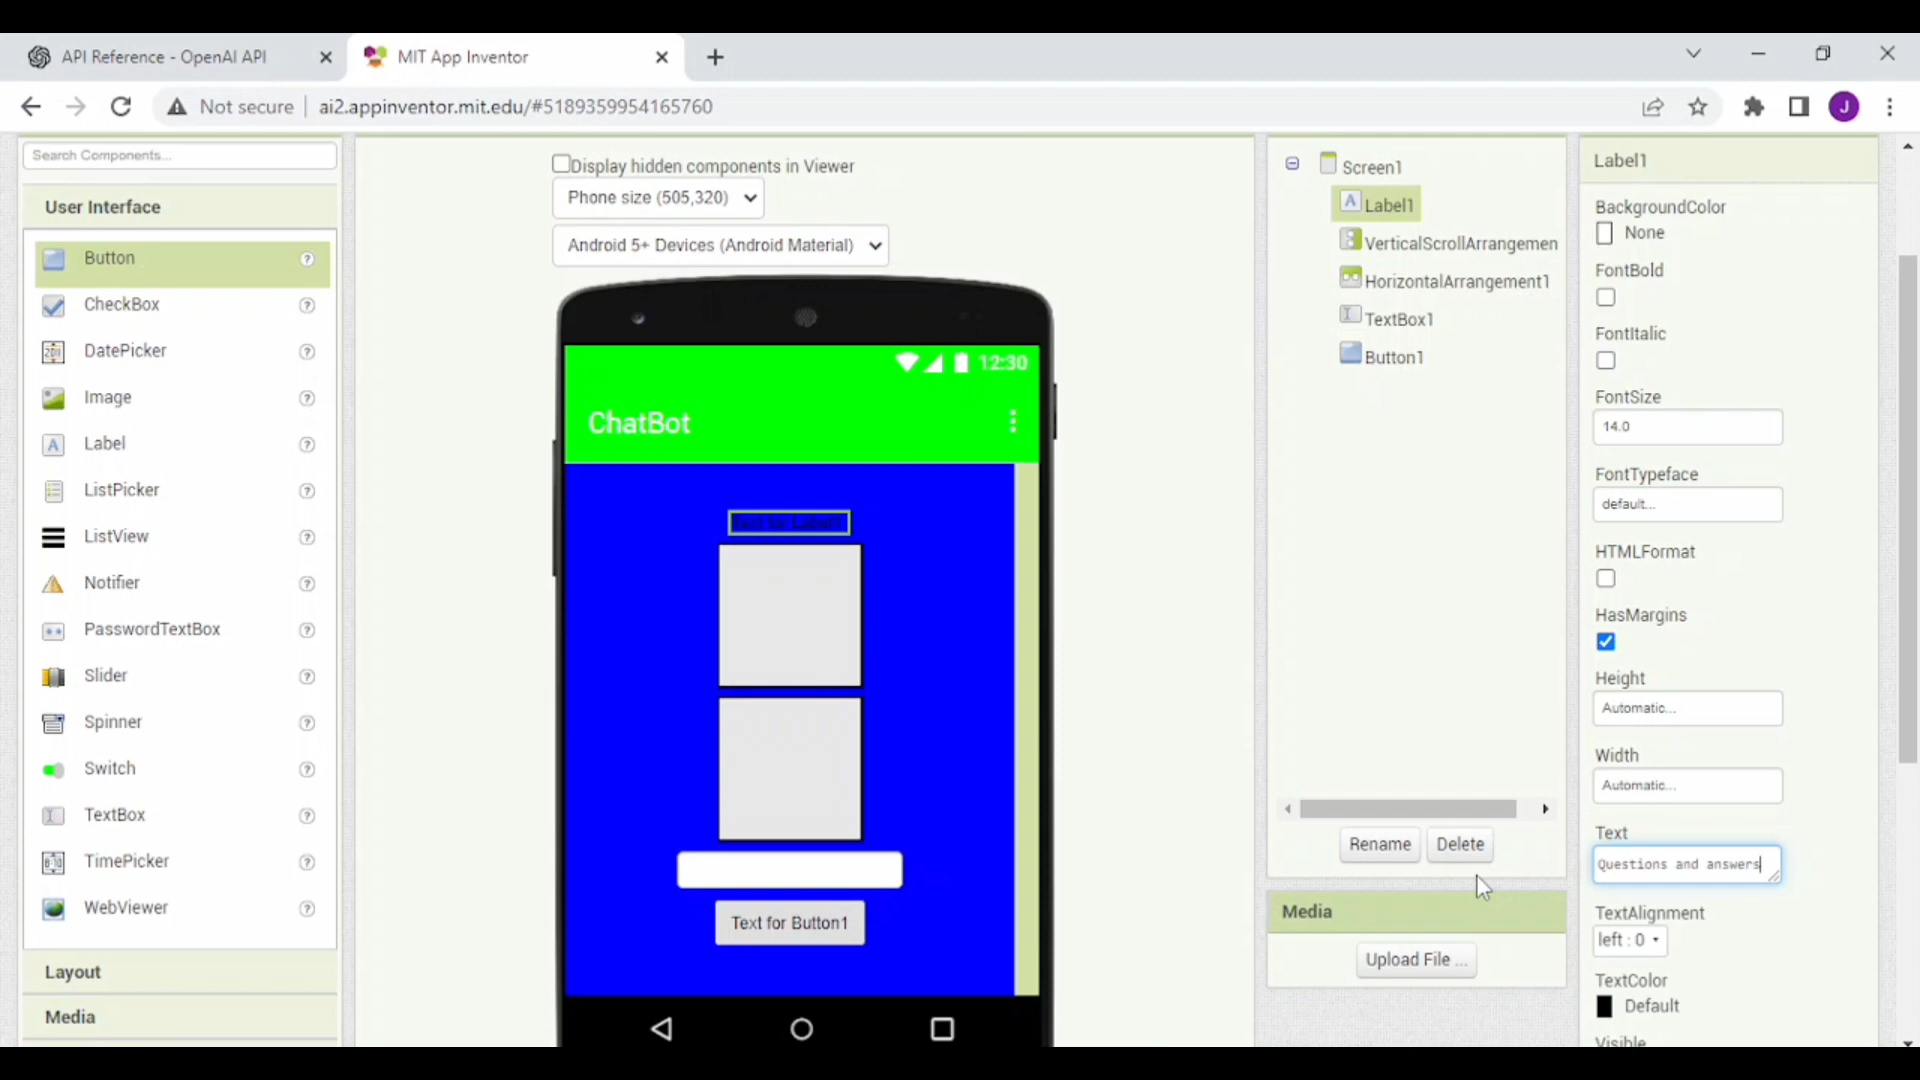 API Reference - OpenAI API
MIT App Inventor
Not secure
ai2.appinventor.mit.edu/#5189359954165760
J
Search Components...
User Interface
Button
CheckBox
DatePicker
Image
Label
ListPicker
ListView
Notifier
PasswordTextBox
Slider
Spinner
Switch
TextBox
TimePicker
WebViewer
Layout
Media
Display hidden components in Viewer
Phone size (505,320)
Android 5+ Devices (Android Material)
12:30
ChatBot
Text for Label1
Text for Button1
Screen1
Label1
VerticalScrollArrangemen
HorizontalArrangement1
TextBox1
Button1
Rename
Delete
Media
Upload File ...
Label1
BackgroundColor
None
FontBold
FontItalic
FontSize
14.0
FontTypeface
default...
HTMLFormat
HasMargins
Height
Automatic...
Width
Automatic...
Text
Questions and answers
TextAlignment
left : 0
TextColor
Default
Visible